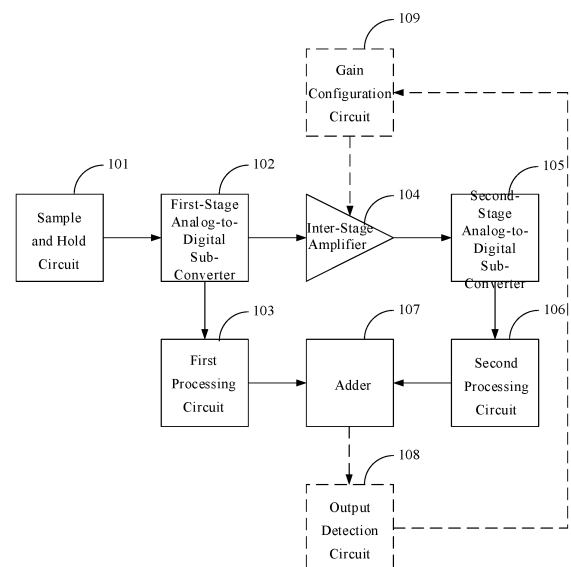 109
Gain
Configuration
Circuit
101
Sample
and Hold
Circuit
102
First-Stage
Analog-to-
Digital
Sub-
Converter
104
Inter-Stage
Amplifier
105
Second-
Stage
Analog-to-
Digital
Sub-
Converter
103
First
Processing
Circuit
107
Adder
106
Second
Processing
Circuit
108
Output
Detection
Circuit